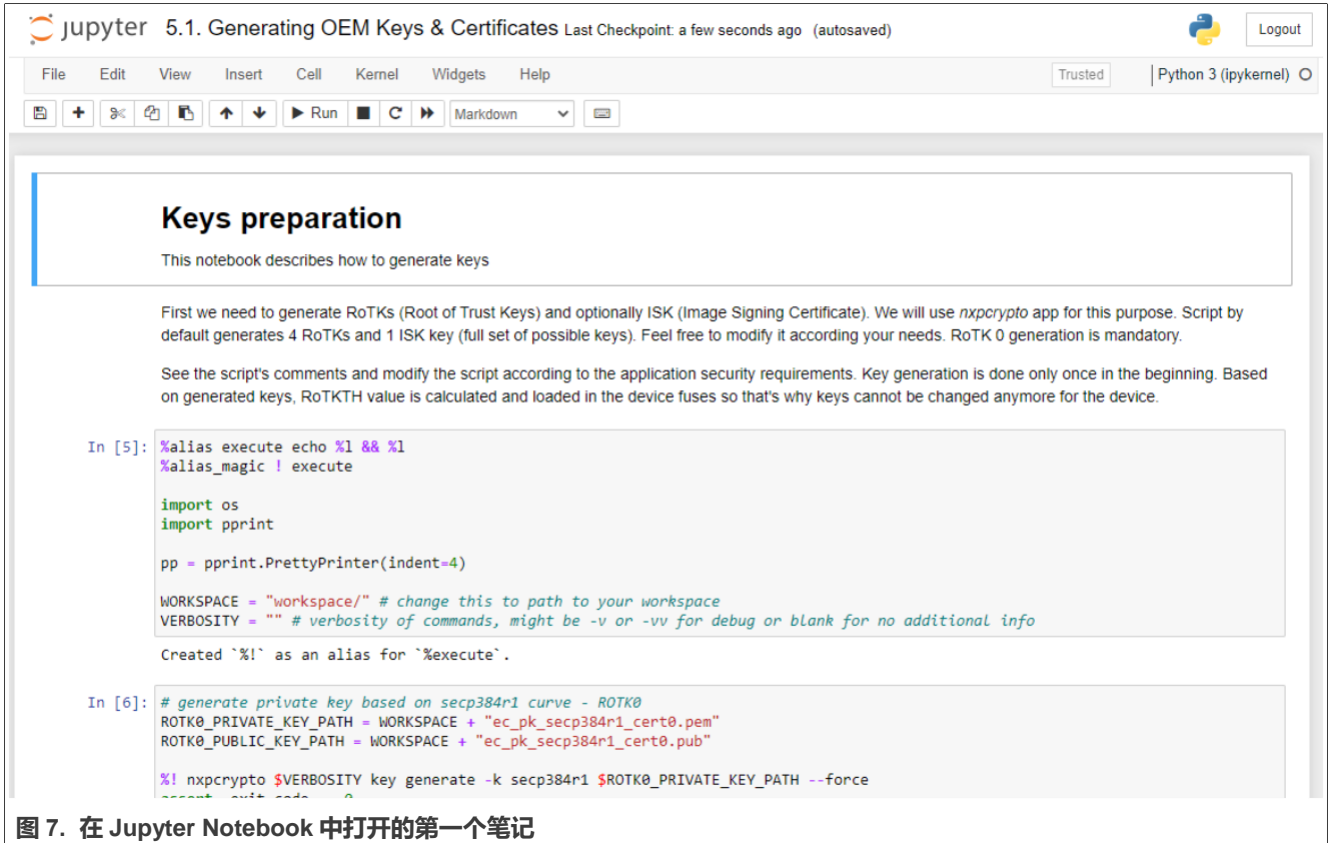 jupyter 5.1. Generating OEM Keys & Certificates Last Checkpoint: a few seconds ago (autosaved)
Logout
File Edit View Insert Cell Kernel Widgets Help
Trusted
Python 3 (ipykernel)
Run
Markdown
Keys preparation
This notebook describes how to generate keys
First we need to generate RoTKs (Root of Trust Keys) and optionally ISK (Image Signing Certificate). We will use nxpcrypto app for this purpose. Script by
default generates 4 RoTKs and 1 ISK key (full set of possible keys). Feel free to modify it according your needs. RoTK 0 generation is mandatory.
See the script's comments and modify the script according to the application security requirements. Key generation is done only once in the beginning. Based
on generated keys, RoTKTH value is calculated and loaded in the device fuses so that's why keys cannot be changed anymore for the device.
In [5]: %alias execute echo %l && %l
%alias_magic ! execute
import os
import pprint
pp = pprint.PrettyPrinter(indent=4)
WORKSPACE = "workspace/" # change this to path to your workspace
VERBOSITY = "" # verbosity of commands, might be -v or -vv for debug or blank for no additional info
Created `%!` as an alias for `%execute`.
In [6]: # generate private key based on secp384r1 curve - ROTK0
ROTK0_PRIVATE_KEY_PATH = WORKSPACE + "ec_pk_secp384r1_cert0.pem"
ROTK0_PUBLIC_KEY_PATH = WORKSPACE + "ec_pk_secp384r1_cert0.pub"
%! nxpcrypto $VERBOSITY key generate -k secp384r1 $ROTK0_PRIVATE_KEY_PATH --force
图 7. 在 Jupyter Notebook 中打开的第一个笔记